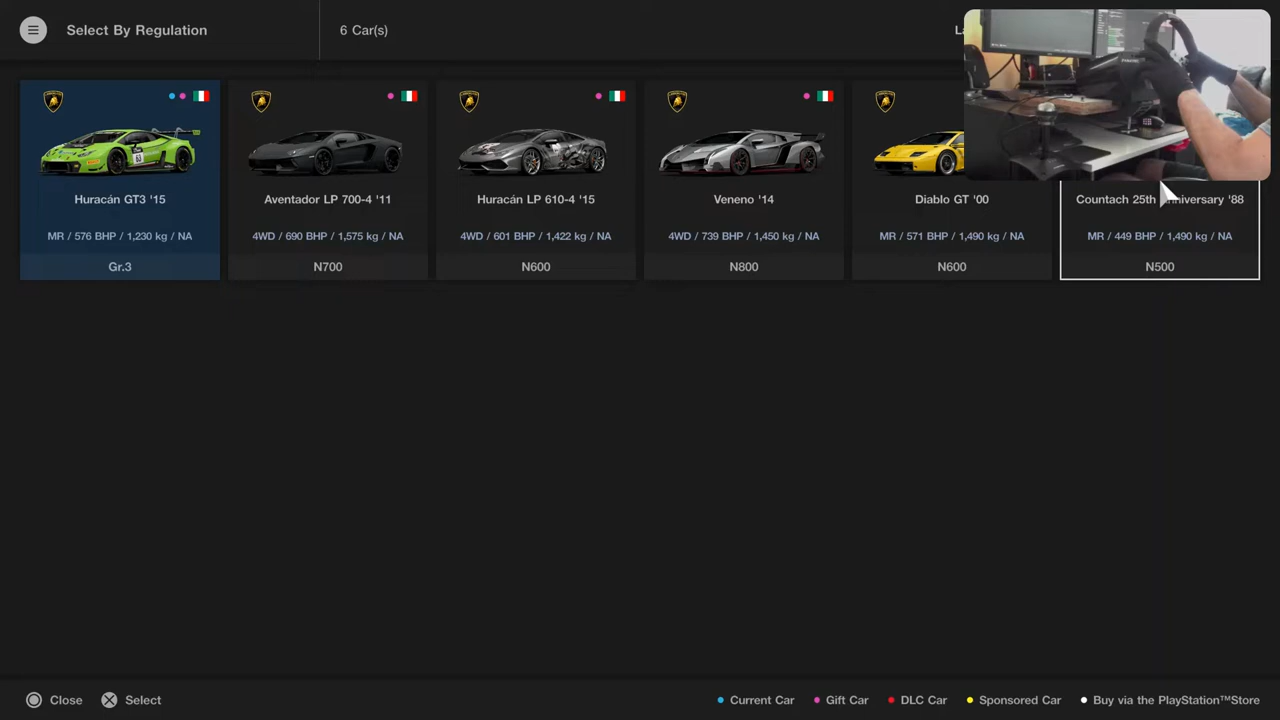 Select By Regulation
6 Car(s)
Huracán GT3 '15
MR / 576 BHP / 1,230 kg / NA
Gr.3
Aventador LP 700-4 '11
4WD / 690 BHP / 1,575 kg / NA
N700
Huracán LP 610-4 '15
4WD / 601 BHP / 1,422 kg / NA
N600
Veneno '14
4WD / 739 BHP / 1,450 kg / NA
N800
Diablo GT '00
MR / 571 BHP / 1,490 kg / NA
N600
Countach 25th Anniversary '88
MR / 449 BHP / 1,490 kg / NA
N500
Close
Select
Current Car
Gift Car
DLC Car
Sponsored Car
Buy via the PlayStation™Store